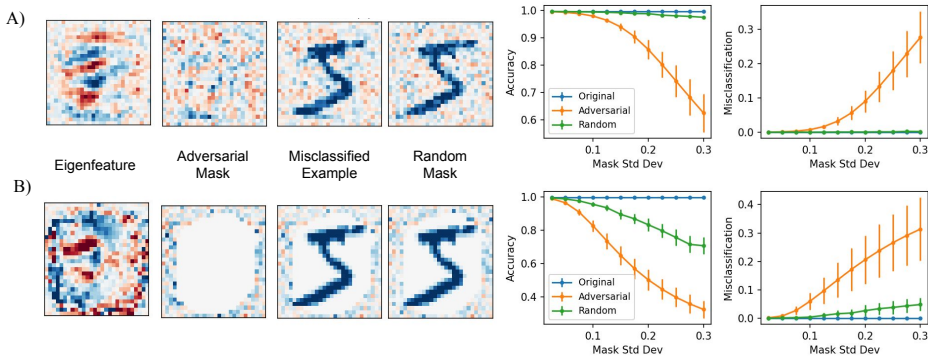 A)
Eigenfeature
Adversarial
Mask
Misclassified
Example
Random
Mask
Accuracy
1.0
0.9
0.8
0.7
0.6
Original
Adversarial
Random
0.1
0.2
0.3
Mask Std Dev
Misclassification
0.3
0.2
0.1
0.0
0.1
0.2
0.3
Mask Std Dev
B)
Accuracy
1.0
0.8
0.6
0.4
Original
Adversarial
Random
0.1
0.2
0.3
Mask Std Dev
Misclassification
0.4
0.3
0.2
0.1
0.0
0.0
0.1
0.2
0.3
Mask Std Dev